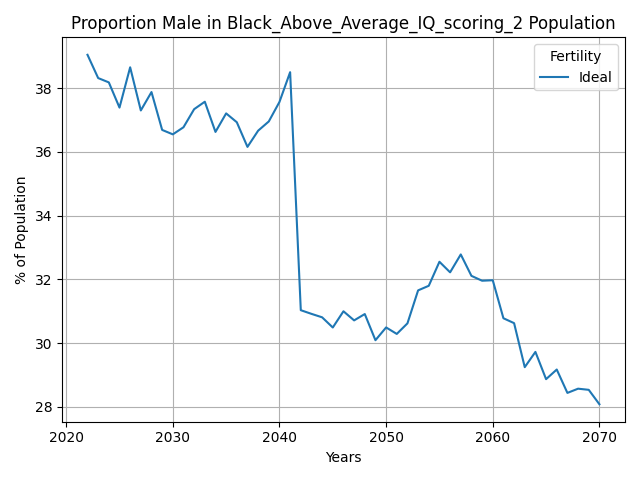 Proportion Male in Black_Above_Average_IQ_scoring_2 Population
Fertility
Ideal
% of Population
38
36
34
32
30
28
2020
2030
2040
2050
2060
2070
Years